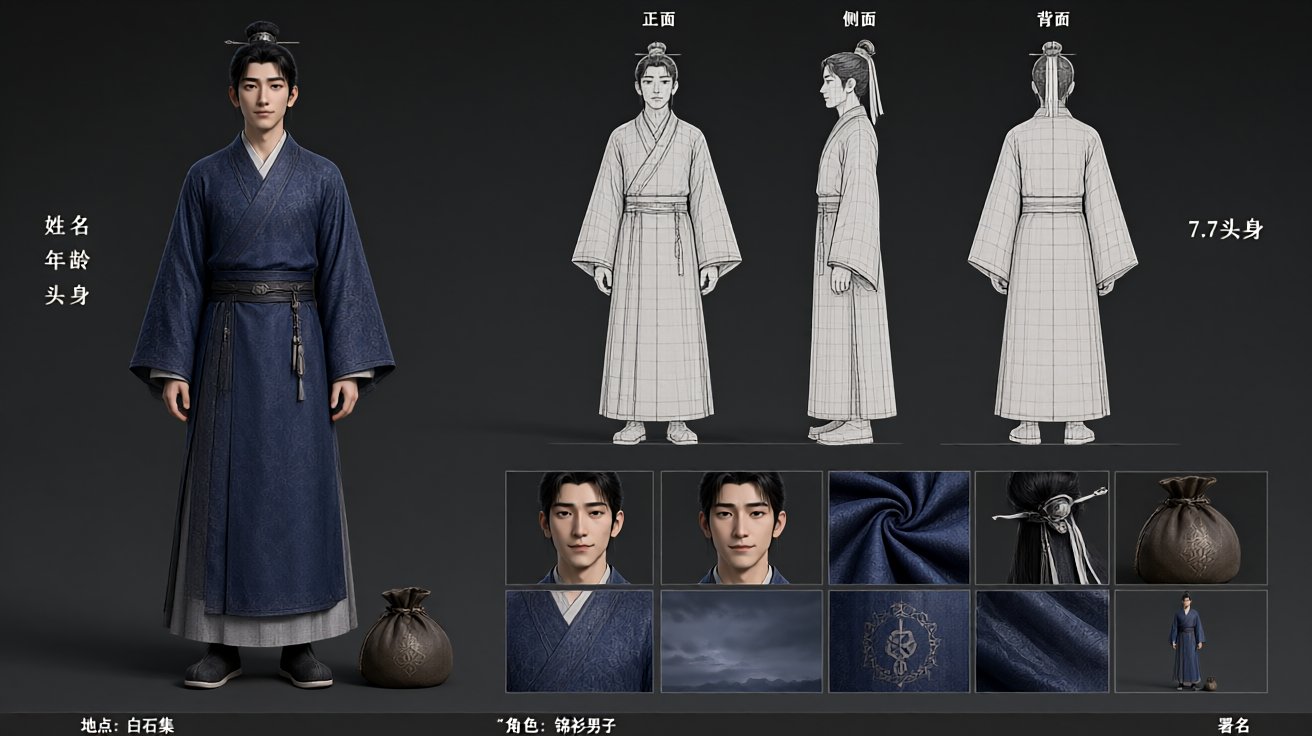 正面
侧面
背面
姓名
年龄
头身
7.7头身
地点：白石集
“角色：锦衫男子
署名